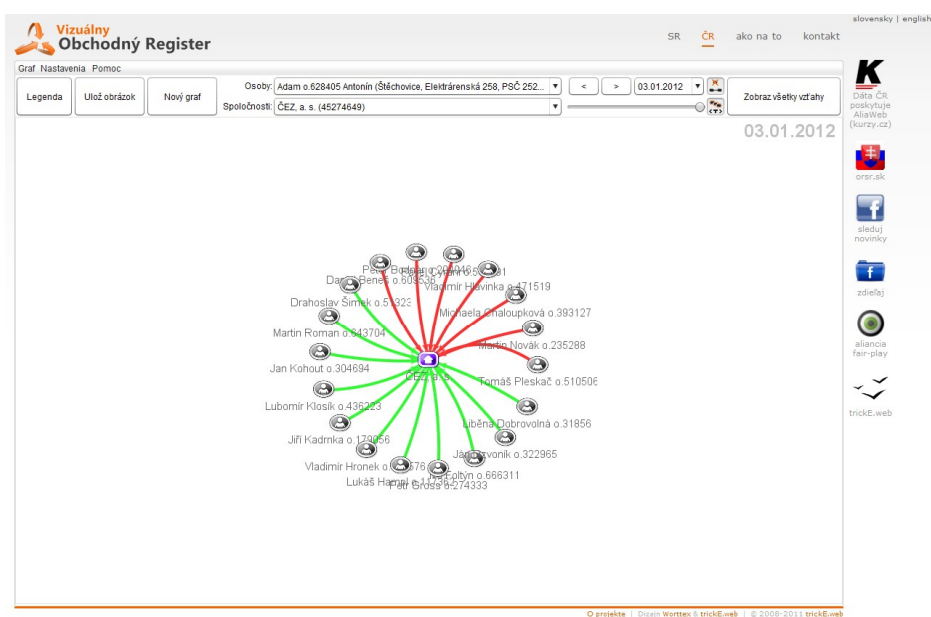 slovensky | english
Vizuálny
Obchodný Register
SR ČR ako na to kontakt
Graf Nastavenia Pomoc
Legenda
Ulož obrázok
Nový graf
Osoby: Adam o.628405 Antonín (Štěchovice, Elektrárenská 258, PSČ 252...
Spoločnosti: ČEZ, a. s. (45274649)
< > 03.01.2012
Zobraz všetky vzťahy
03.01.2012
Dáta ČR
poskytuje
AliaWeb
(kurzy.cz)
orsr.sk
sleduj
novinky
zdieľaj
aliancia
fair-play
trickE.web
Vladimír Hlavinka o.471519
Drahoslav Šimek o.51323
Michaela Chaloupková o.393127
Martin Roman o.643704
Martin Novák o.235288
Jan Kohout o.304694
ČEZ, a. s.
Tomáš Pleskač o.510506
Lubomír Klosík o.436223
Liběna Dobrovolná o.31856
Jiří Kadrnka o.179056
o.322965
Vladimír Hronek
o.666311
Lukáš Hampl
Petr Gross o.274333
O projekte | Dizajn Worttex & trickE.web | © 2008-2011 trickE.web